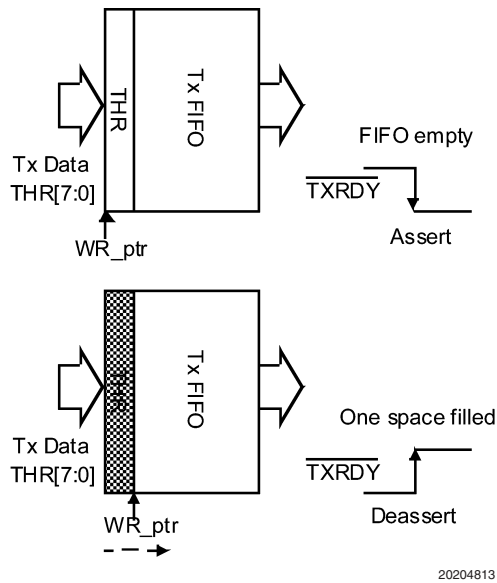 THR
Tx FIFO
Tx Data
THR[7:0]
WR_ptr
FIFO empty
TXRDY
Assert
THR
Tx FIFO
Tx Data
THR[7:0]
WR_ptr
One space filled
TXRDY
Deassert
20204813